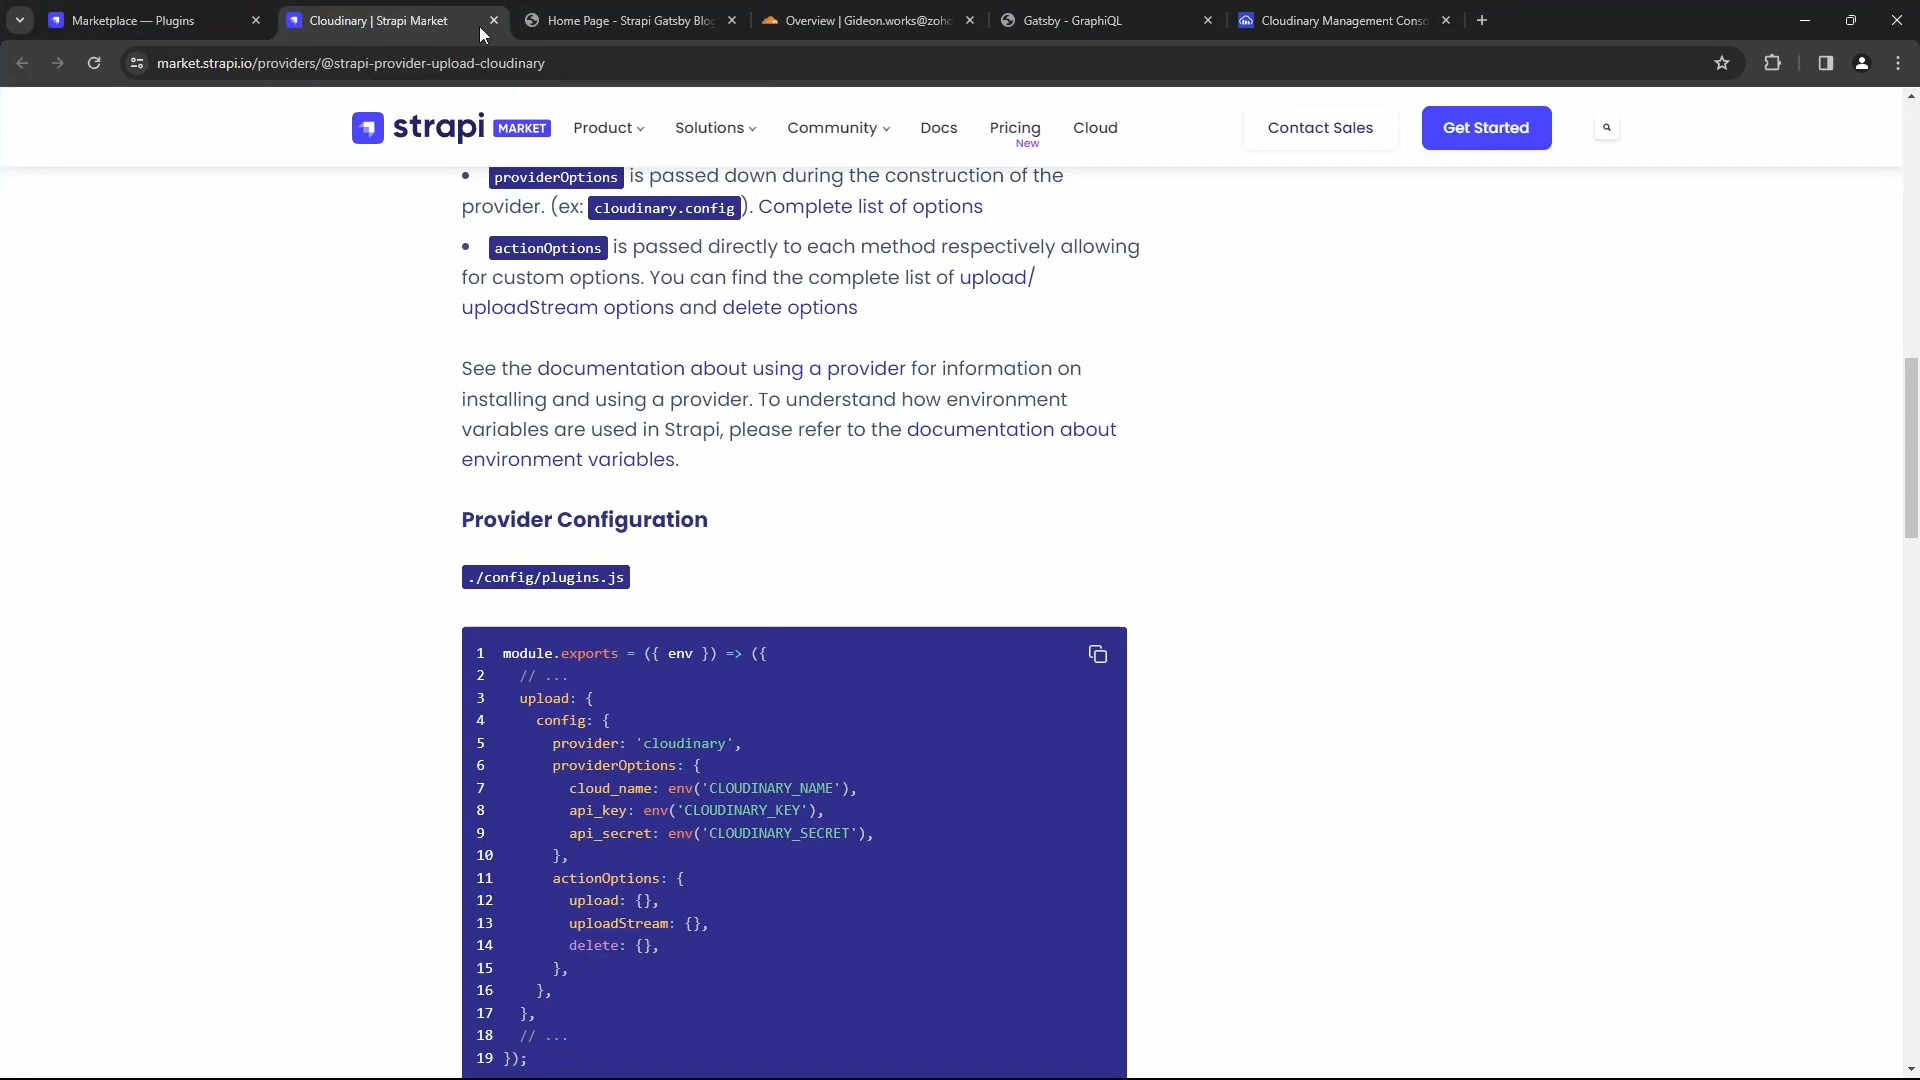 Marketplace — Plugins
Cloudinary | Strapi Market
Home Page - Strapi Gatsby Blog
Overview | Gideon.works@zoho
Gatsby - GraphiQL
Cloudinary Management Conso
market.strapi.io/providers/@strapi-provider-upload-cloudinary
strapi MARKET
Product
Solutions
Community
Docs
Pricing
New
Cloud
Contact Sales
Get Started
• providerOptions is passed down during the construction of the
provider. (ex: cloudinary.config). Complete list of options
• actionOptions is passed directly to each method respectively allowing
for custom options. You can find the complete list of upload/
uploadStream options and delete options
See the documentation about using a provider for information on
installing and using a provider. To understand how environment
variables are used in Strapi, please refer to the documentation about
environment variables.
Provider Configuration
./config/plugins.js
1 module.exports = ({ env }) => ({
2 // ...
3 upload: {
4 config: {
5 provider: 'cloudinary',
6 providerOptions: {
7 cloud_name: env('CLOUDINARY_NAME'),
8 api_key: env('CLOUDINARY_KEY'),
9 api_secret: env('CLOUDINARY_SECRET'),
10 },
11 actionOptions: {
12 upload: {},
13 uploadStream: {},
14 delete: {},
15 },
16 },
17 },
18 // ...
19 });